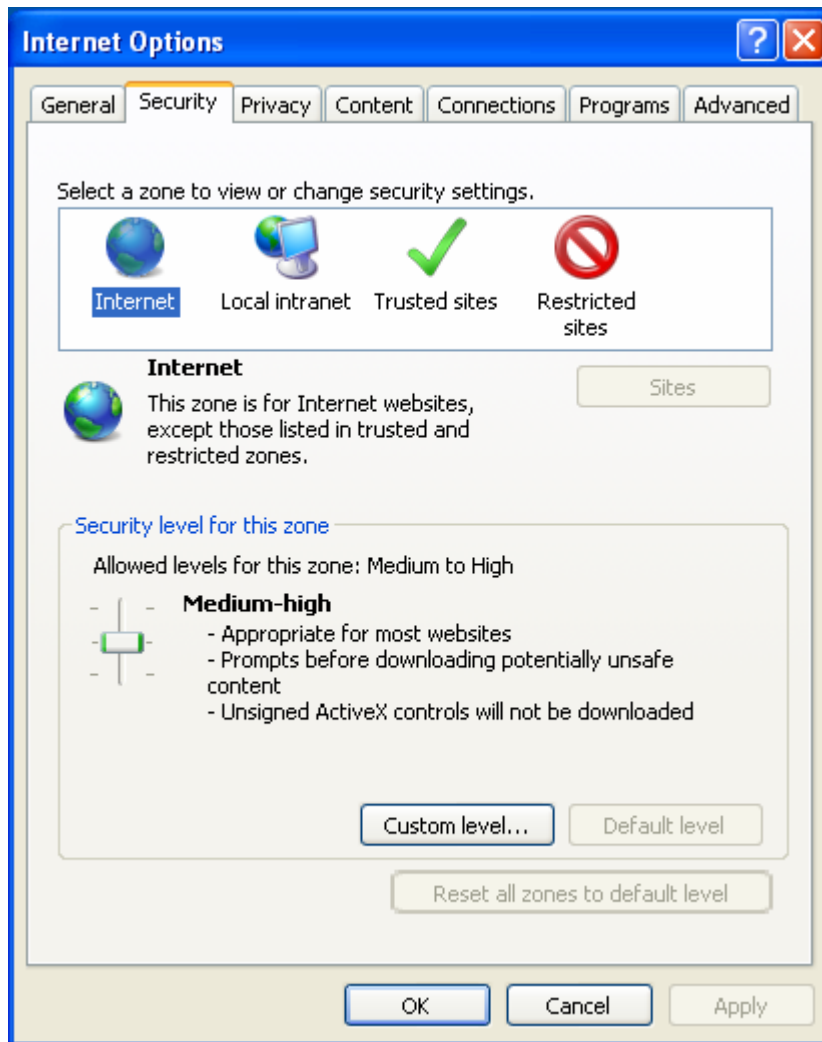 Internet Options
General Security Privacy Content Connections Programs Advanced
Select a zone to view or change security settings.
Internet Local intranet Trusted sites Restricted sites
Internet
Sites
This zone is for Internet websites,
except those listed in trusted and
restricted zones.
Security level for this zone
Allowed levels for this zone: Medium to High
Medium-high
- Appropriate for most websites
- Prompts before downloading potentially unsafe
content
- Unsigned ActiveX controls will not be downloaded
Custom level... Default level
Reset all zones to default level
OK Cancel Apply